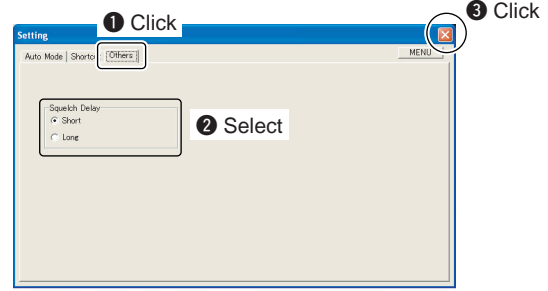 ❸ Click
❶ Click
Setting
Auto Mode Shortc Others MENU
Squelch Delay
Short
Long
❷ Select